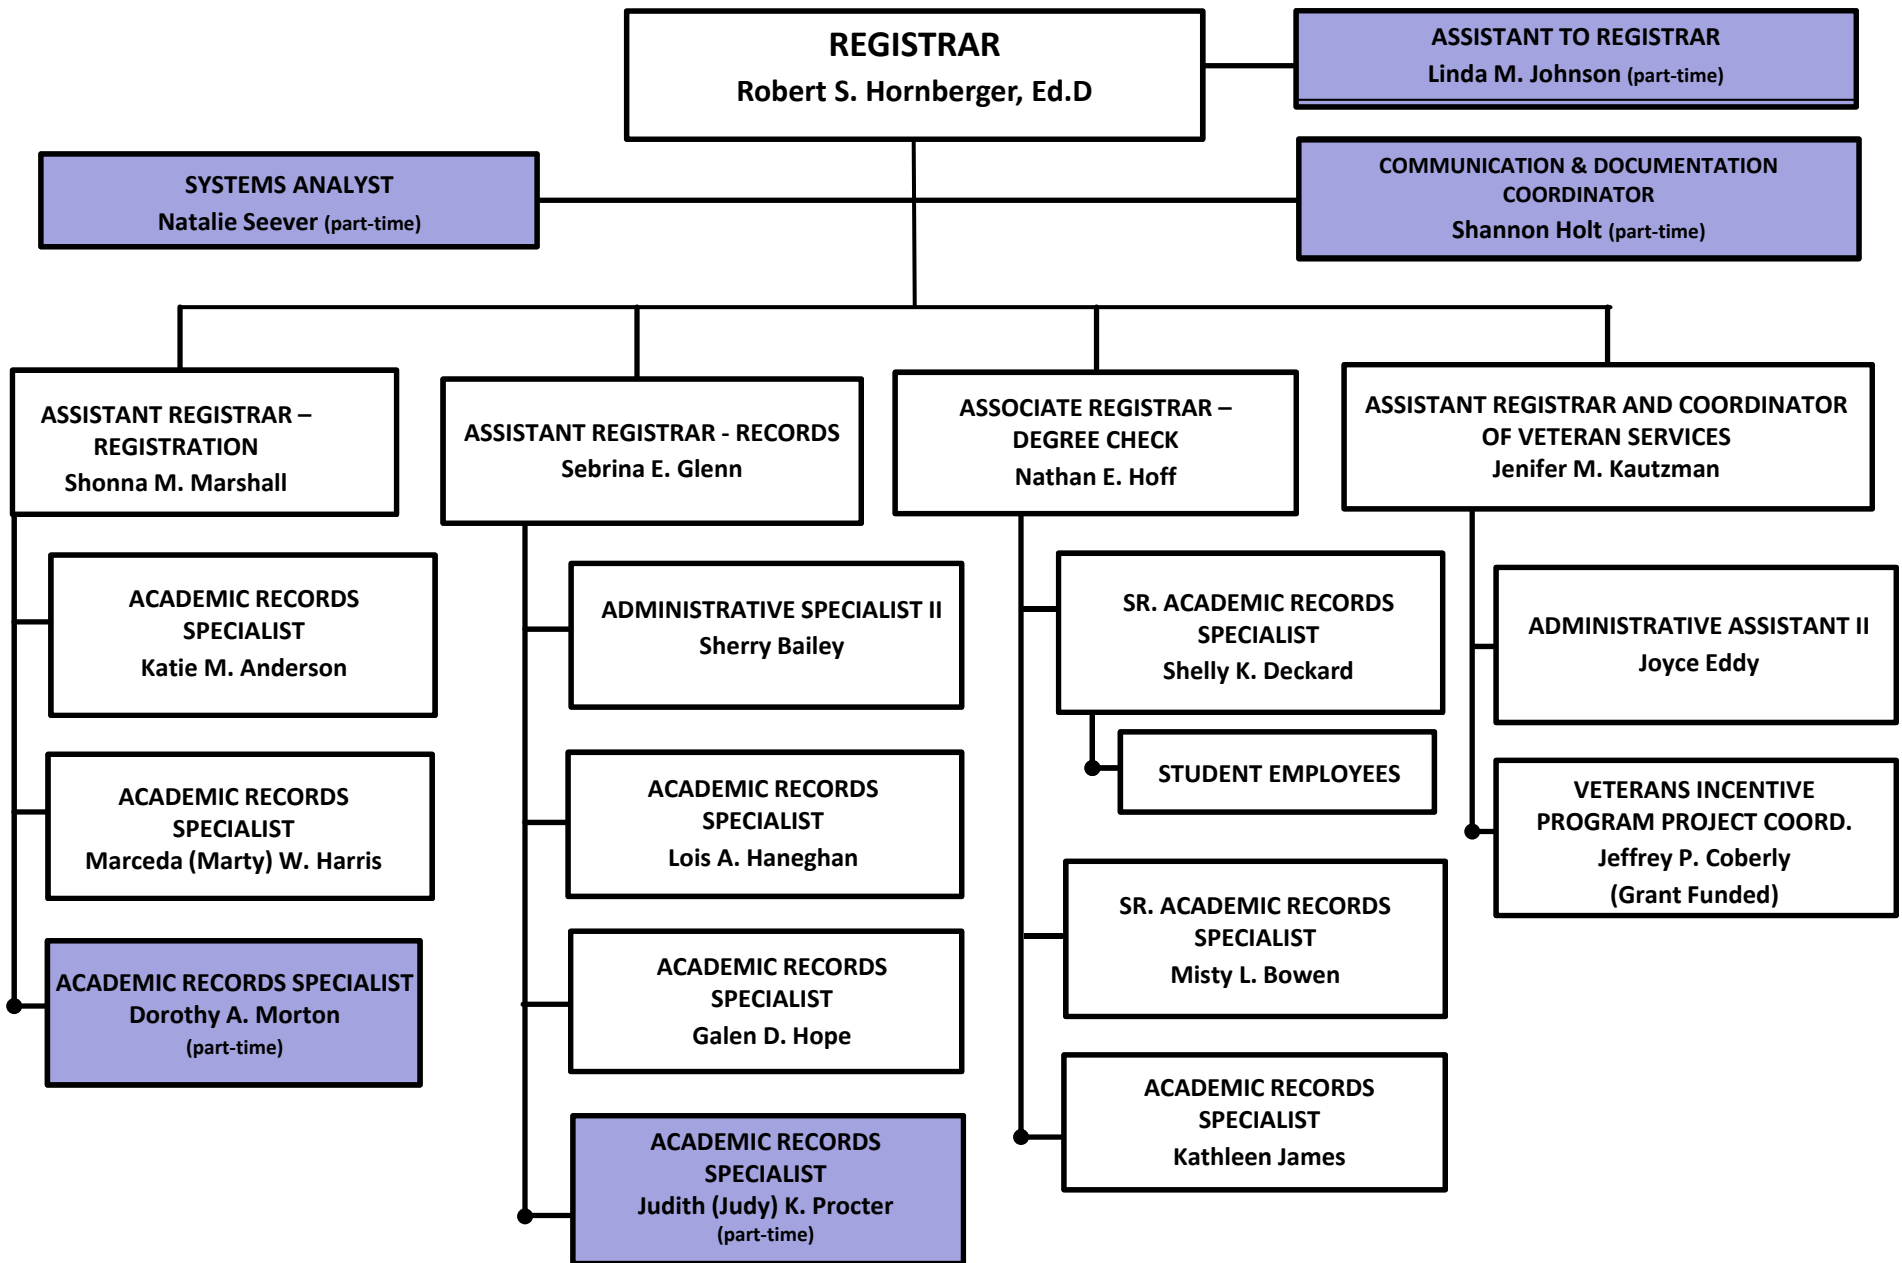 REGISTRAR
Robert S. Hornberger, Ed.D
ASSISTANT TO REGISTRAR
Linda M. Johnson (part-time)
SYSTEMS ANALYST
Natalie Seever (part-time)
COMMUNICATION & DOCUMENTATION
COORDINATOR
Shannon Holt (part-time)
ASSISTANT REGISTRAR –
REGISTRATION
Shonna M. Marshall
ACADEMIC RECORDS
SPECIALIST
Katie M. Anderson
ACADEMIC RECORDS
SPECIALIST
Marceda (Marty) W. Harris
ACADEMIC RECORDS SPECIALIST
Dorothy A. Morton
(part-time)
ASSISTANT REGISTRAR - RECORDS
Sebrina E. Glenn
ADMINISTRATIVE SPECIALIST II
Sherry Bailey
ACADEMIC RECORDS
SPECIALIST
Lois A. Haneghan
ACADEMIC RECORDS
SPECIALIST
Galen D. Hope
ACADEMIC RECORDS
SPECIALIST
Judith (Judy) K. Procter
(part-time)
ASSOCIATE REGISTRAR –
DEGREE CHECK
Nathan E. Hoff
SR. ACADEMIC RECORDS
SPECIALIST
Shelly K. Deckard
STUDENT EMPLOYEES
SR. ACADEMIC RECORDS
SPECIALIST
Misty L. Bowen
ACADEMIC RECORDS
SPECIALIST
Kathleen James
ASSISTANT REGISTRAR AND COORDINATOR
OF VETERAN SERVICES
Jenifer M. Kautzman
ADMINISTRATIVE ASSISTANT II
Joyce Eddy
VETERANS INCENTIVE
PROGRAM PROJECT COORD.
Jeffrey P. Coberly
(Grant Funded)